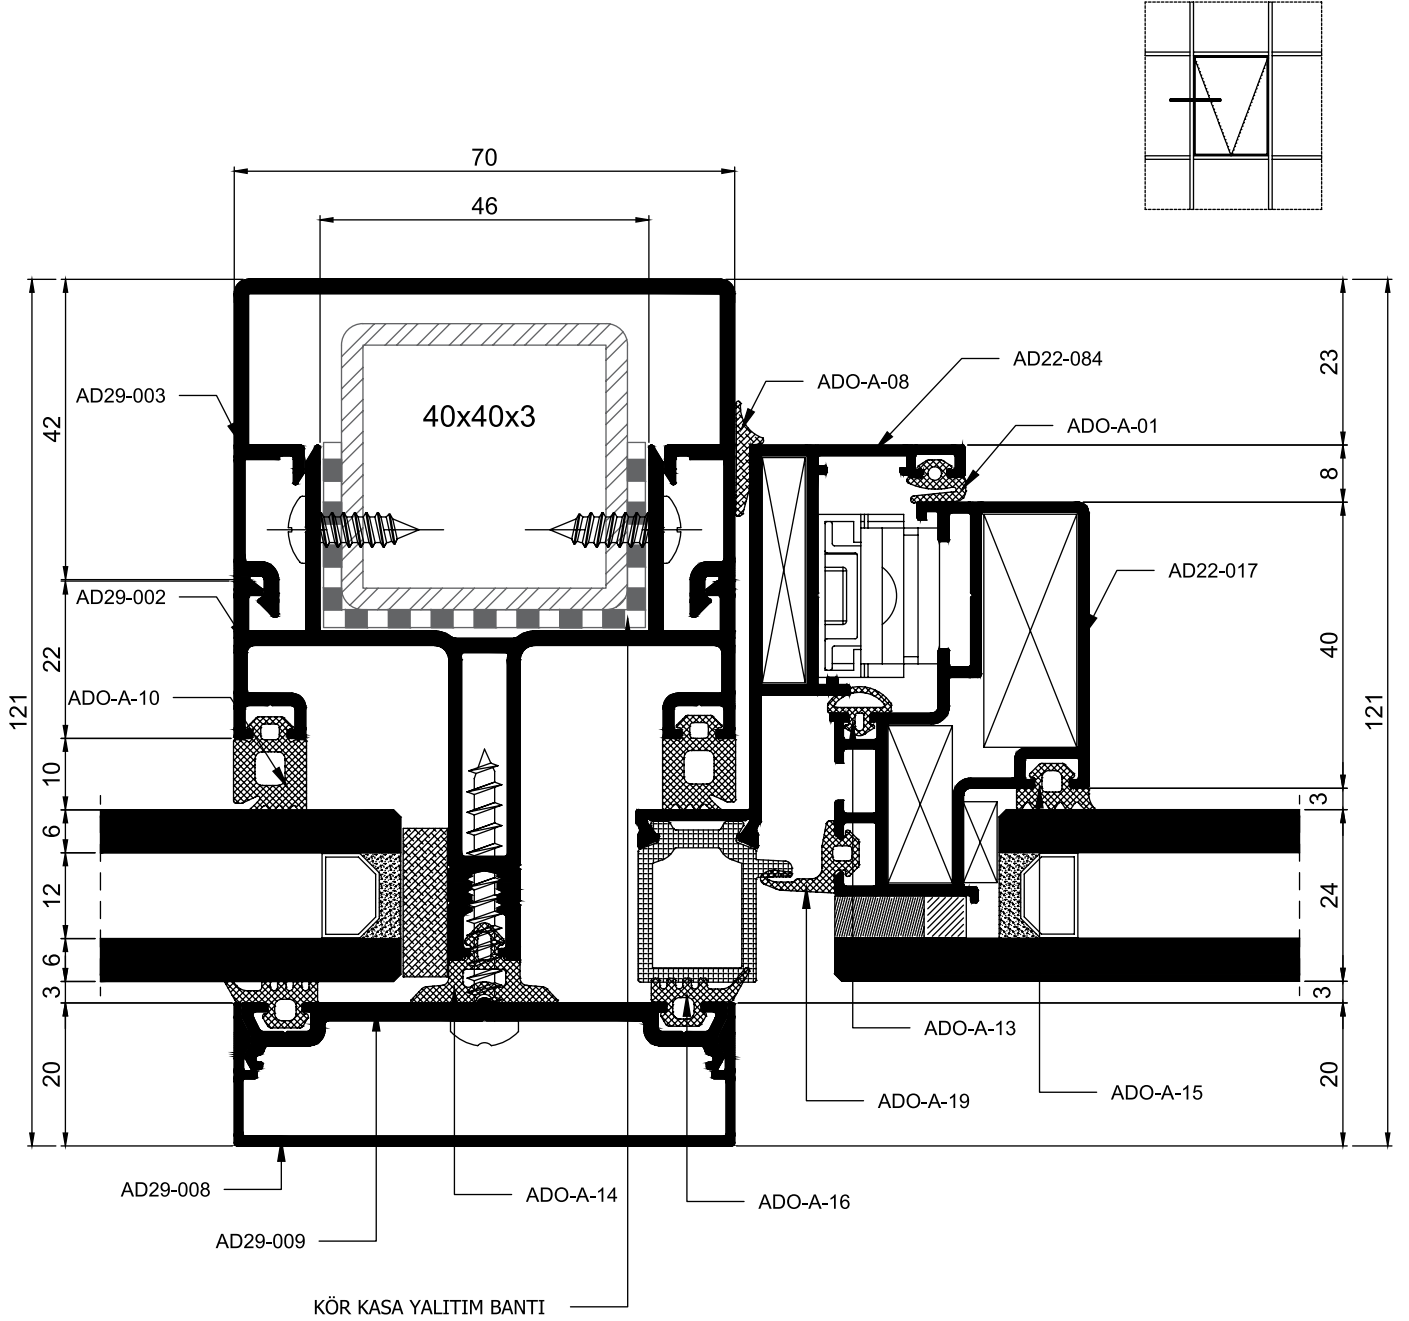 70
46
23
AD22-084
ADO-A-08
AD29-003
42
40x40x3
ADO-A-01
8
AD22-017
AD29-002
22
40
ADO-A-10
121
121
10
3
6
12
24
6
3
3
ADO-A-13
20
20
ADO-A-19
ADO-A-15
AD29-008
ADO-A-14
ADO-A-16
AD29-009
KÖR KASA YALITIM BANTI